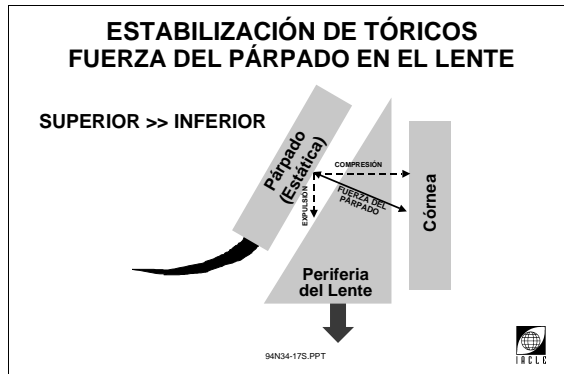 ESTABILIZACIÓN DE TÓRICOS
FUERZA DEL PÁRPADO EN EL LENTE
SUPERIOR >> INFERIOR
Párpado
(Estática)
COMPRESIÓN
EXPULSIÓN
FUERZA DEL
PÁRPADO
Córnea
Periferia
del Lente
94N34-17S.PPT
IACLE